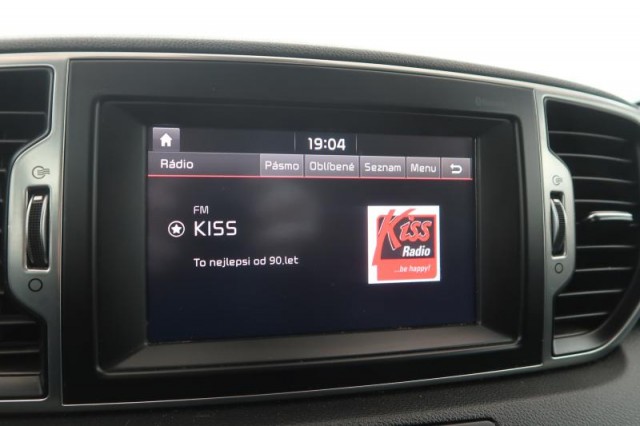 19:04
Rádio Pásmo Oblíbené Seznam Menu
FM
KISS
To nejlepsi od 90.let
Kiss
Radio
...be happy!